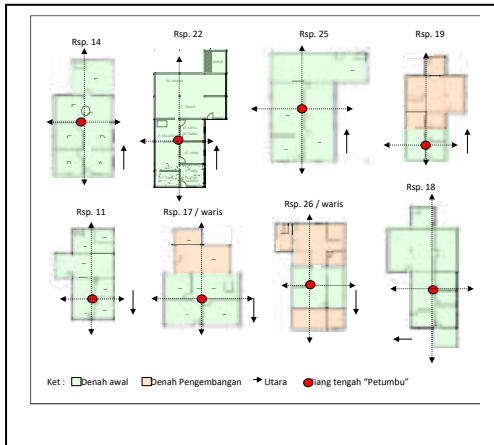 Rsp. 14
Rsp. 22
Rsp. 25
Rsp. 19
Rsp. 11
Rsp. 17 / waris
Rsp. 26 / waris
Rsp. 18
Ket : Denah awal Denah Pengembangan Utara iang tengah “Petumbu”